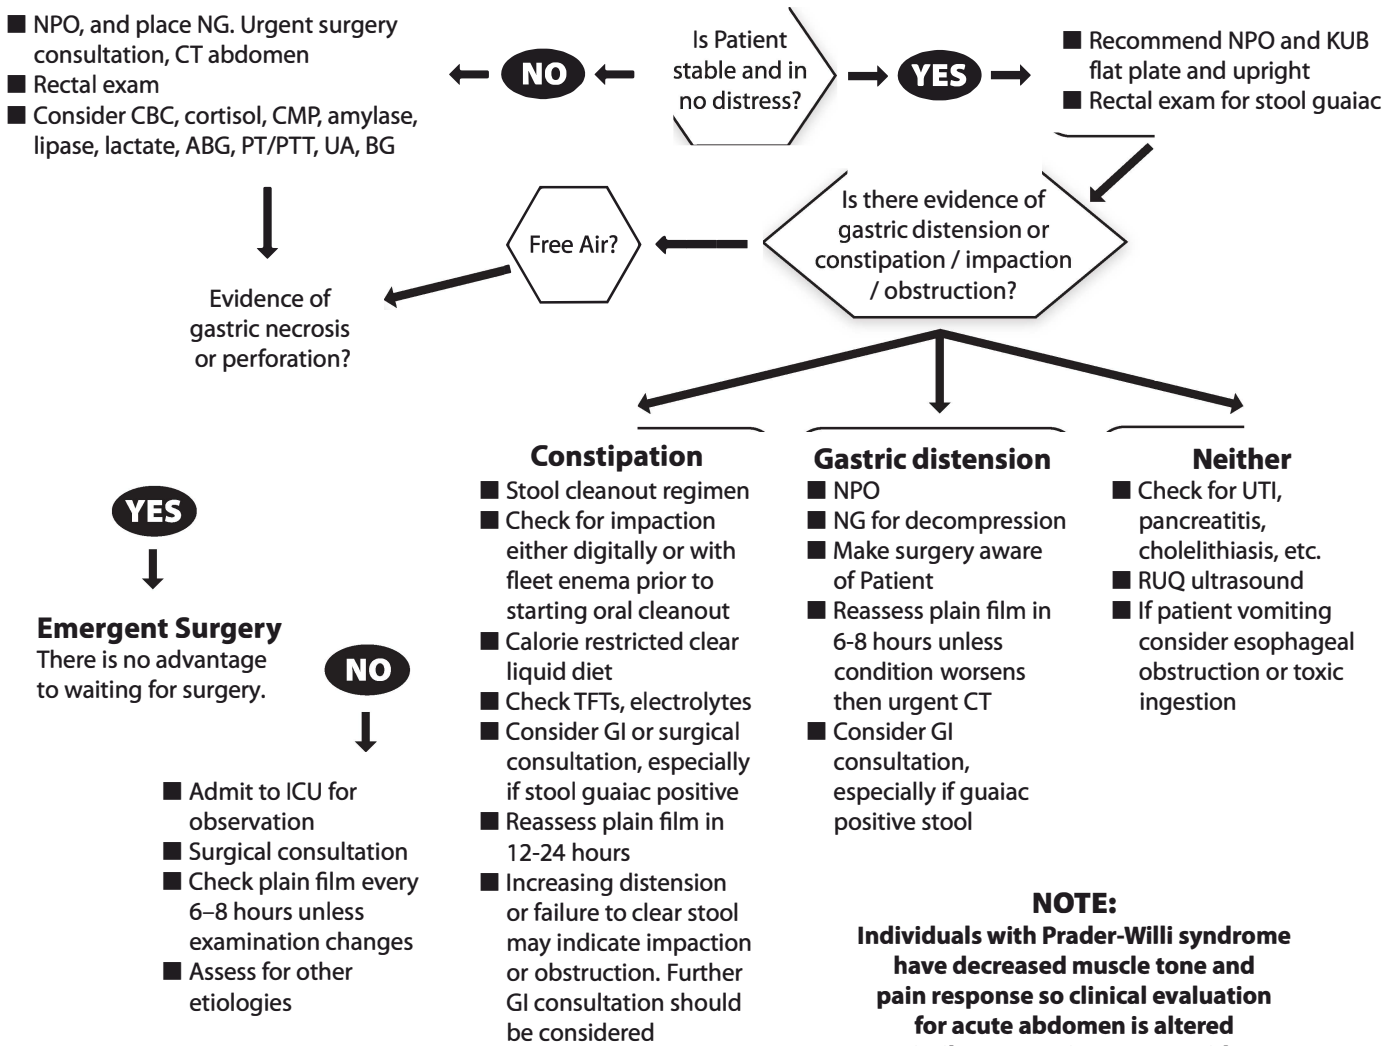 ■ NPO, and place NG. Urgent surgery
consultation, CT abdomen
■ Rectal exam
■ Consider CBC, cortisol, CMP, amylase,
lipase, lactate, ABG, PT/PTT, UA, BG
NO
Is Patient
stable and in
no distress?
YES
■ Recommend NPO and KUB
flat plate and upright
■ Rectal exam for stool guaiac
Is there evidence of
gastric distension or
constipation / impaction
/ obstruction?
Free Air?
Evidence of
gastric necrosis
or perforation?
YES
Emergent Surgery
There is no advantage
to waiting for surgery.
NO
■ Admit to ICU for
observation
■ Surgical consultation
■ Check plain film every
6–8 hours unless
examination changes
■ Assess for other
etiologies
Constipation
■ Stool cleanout regimen
■ Check for impaction
either digitally or with
fleet enema prior to
starting oral cleanout
■ Calorie restricted clear
liquid diet
■ Check TFTs, electrolytes
■ Consider GI or surgical
consultation, especially
if stool guaiac positive
■ Reassess plain film in
12-24 hours
■ Increasing distension
or failure to clear stool
may indicate impaction
or obstruction. Further
GI consultation should
be considered
Gastric distension
■ NPO
■ NG for decompression
■ Make surgery aware
of Patient
■ Reassess plain film in
6-8 hours unless
condition worsens
then urgent CT
■ Consider GI
consultation,
especially if guaiac
positive stool
Neither
■ Check for UTI,
pancreatitis,
cholelithiasis, etc.
■ RUQ ultrasound
■ If patient vomiting
consider esophageal
obstruction or toxic
ingestion
NOTE:
Individuals with Prader-Willi syndrome
have decreased muscle tone and
pain response so clinical evaluation
for acute abdomen is altered